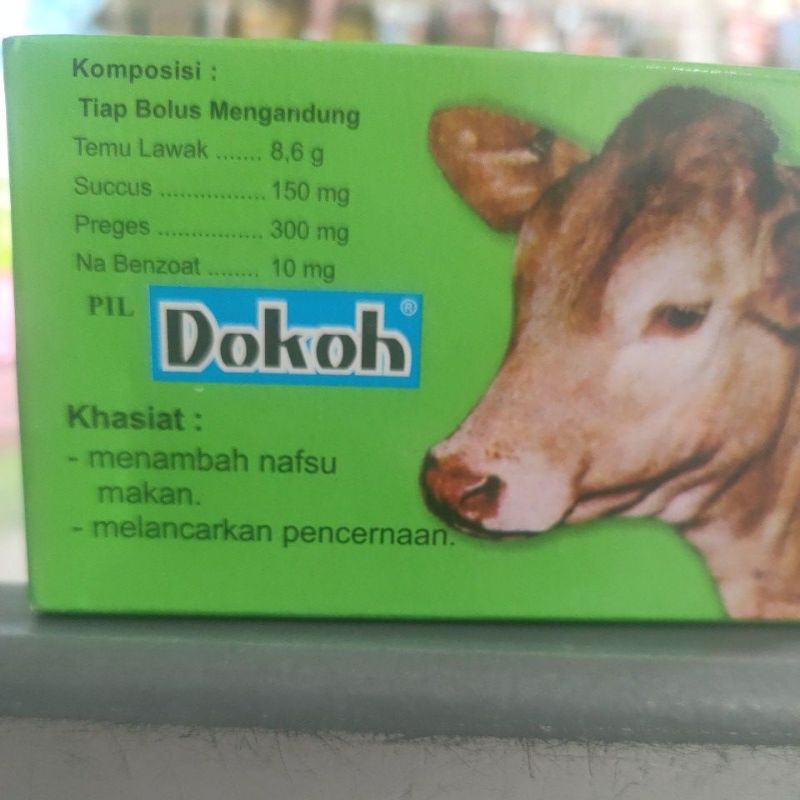 Komposisi :
Tiap Bolus Mengandung
Temu Lawak ....... 8,6 g
Succus ................ 150 mg
Preges ................ 300 mg
Na Benzoat ........ 10 mg
PIL Dokoh ®
Khasiat :
- menambah nafsu
makan.
- melancarkan pencernaan.